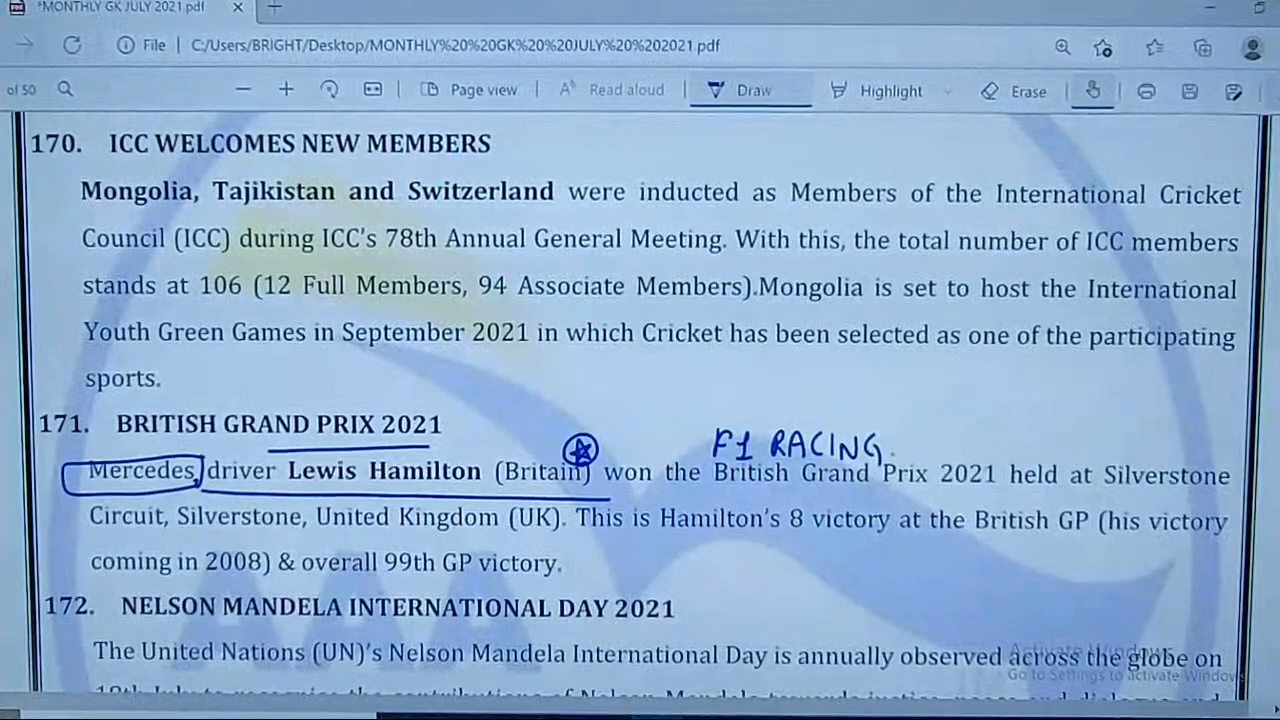 *MONTHLY GK JULY 2021.pdf
File | C:/Users/BRIGHT/Desktop/MONTHLY%20%20GK%20%20JULY%20%202021.pdf
of 50 Page view Read aloud Draw Highlight Erase
170. ICC WELCOMES NEW MEMBERS
Mongolia, Tajikistan and Switzerland were inducted as Members of the International Cricket
Council (ICC) during ICC's 78th Annual General Meeting. With this, the total number of ICC members
stands at 106 (12 Full Members, 94 Associate Members).Mongolia is set to host the International
Youth Green Games in September 2021 in which Cricket has been selected as one of the participating
sports.
171. BRITISH GRAND PRIX 2021
F1 RACING.
Mercedes driver Lewis Hamilton (Britain) won the British Grand Prix 2021 held at Silverstone
Circuit, Silverstone, United Kingdom (UK). This is Hamilton's 8 victory at the British GP (his victory
coming in 2008) & overall 99th GP victory.
172. NELSON MANDELA INTERNATIONAL DAY 2021
The United Nations (UN)'s Nelson Mandela International Day is annually observed across the globe on
Activate Windows
Go to Settings to activate Windows